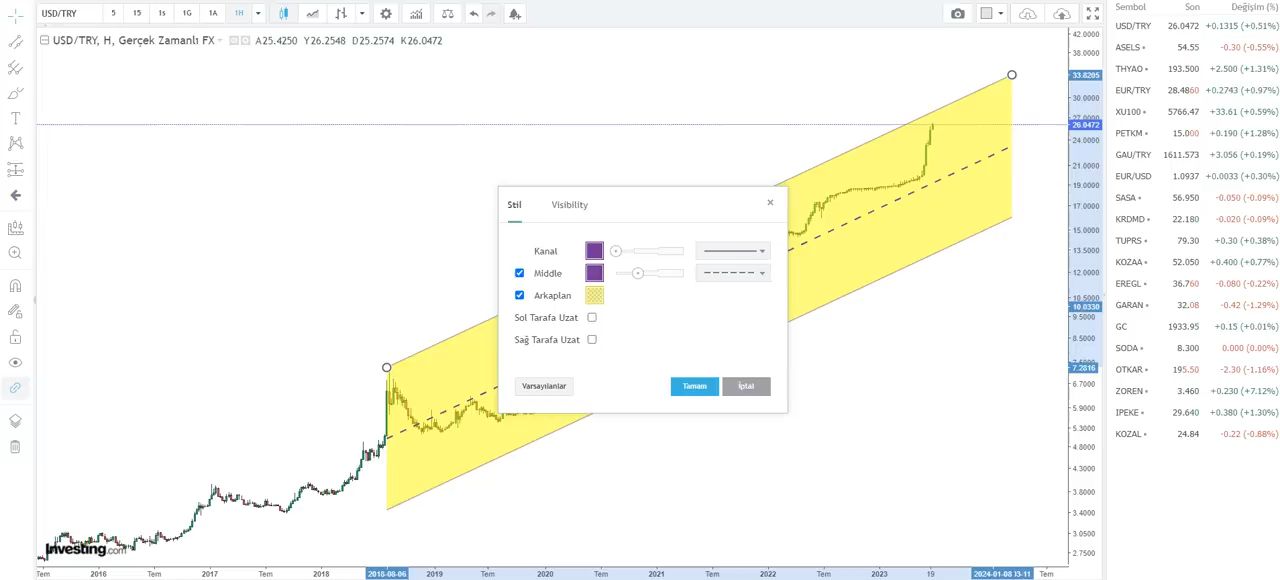 USD/TRY 5 15 1s 1G 1A 1H
USD/TRY, H, Gerçek Zamanlı FX A25.4250 Y26.2548 D25.2574 K26.0472
Stil Visibility ×
Kanal
Middle
Arkaplan
Sol Tarafa Uzat
Sağ Tarafa Uzat
Varsayılanlar Tamam İptal
Investing.com
42.0000
38.0000
33.8205
30.0000
27.0000
26.0472
24.0000
21.0000
19.0000
17.0000
15.0000
13.5000
12.0000
10.5000
10.0330
9.5000
8.5000
7.2816
6.7000
5.9000
5.3000
4.8000
4.3000
3.8000
3.4000
3.0500
2.7500
Tem 2016 Tem 2017 Tem 2018 2018-08-06 2019 Tem 2020 Tem 2021 Tem 2022 Tem 2023 19 2024-01-08 13-11 Tem
Sembol Son Değişim (%)
USD/TRY 26.0472 +0.1315 (+0.51%)
ASELS 54.55 -0.30 (-0.55%)
THYAO 193.500 +2.500 (+1.31%)
EUR/TRY 28.4860 +0.2743 (+0.97%)
XU100 5766.47 +33.61 (+0.59%)
PETKM 15.000 +0.190 (+1.28%)
GAU/TRY 1611.573 +3.056 (+0.19%)
EUR/USD 1.0937 +0.0033 (+0.30%)
SASA 56.950 -0.050 (-0.09%)
KRDMD 22.180 -0.020 (-0.09%)
TUPRS 79.30 +0.30 (+0.38%)
KOZAA 52.050 +0.400 (+0.77%)
EREGL 36.760 -0.080 (-0.22%)
GARAN 32.08 -0.42 (-1.29%)
GC 1933.95 +0.15 (+0.01%)
SODA 8.300 0.000 (0.00%)
OTKAR 195.50 -2.30 (-1.16%)
ZOREN 3.460 +0.230 (+7.12%)
IPEKE 29.640 +0.380 (+1.30%)
KOZAL 24.84 -0.22 (-0.88%)